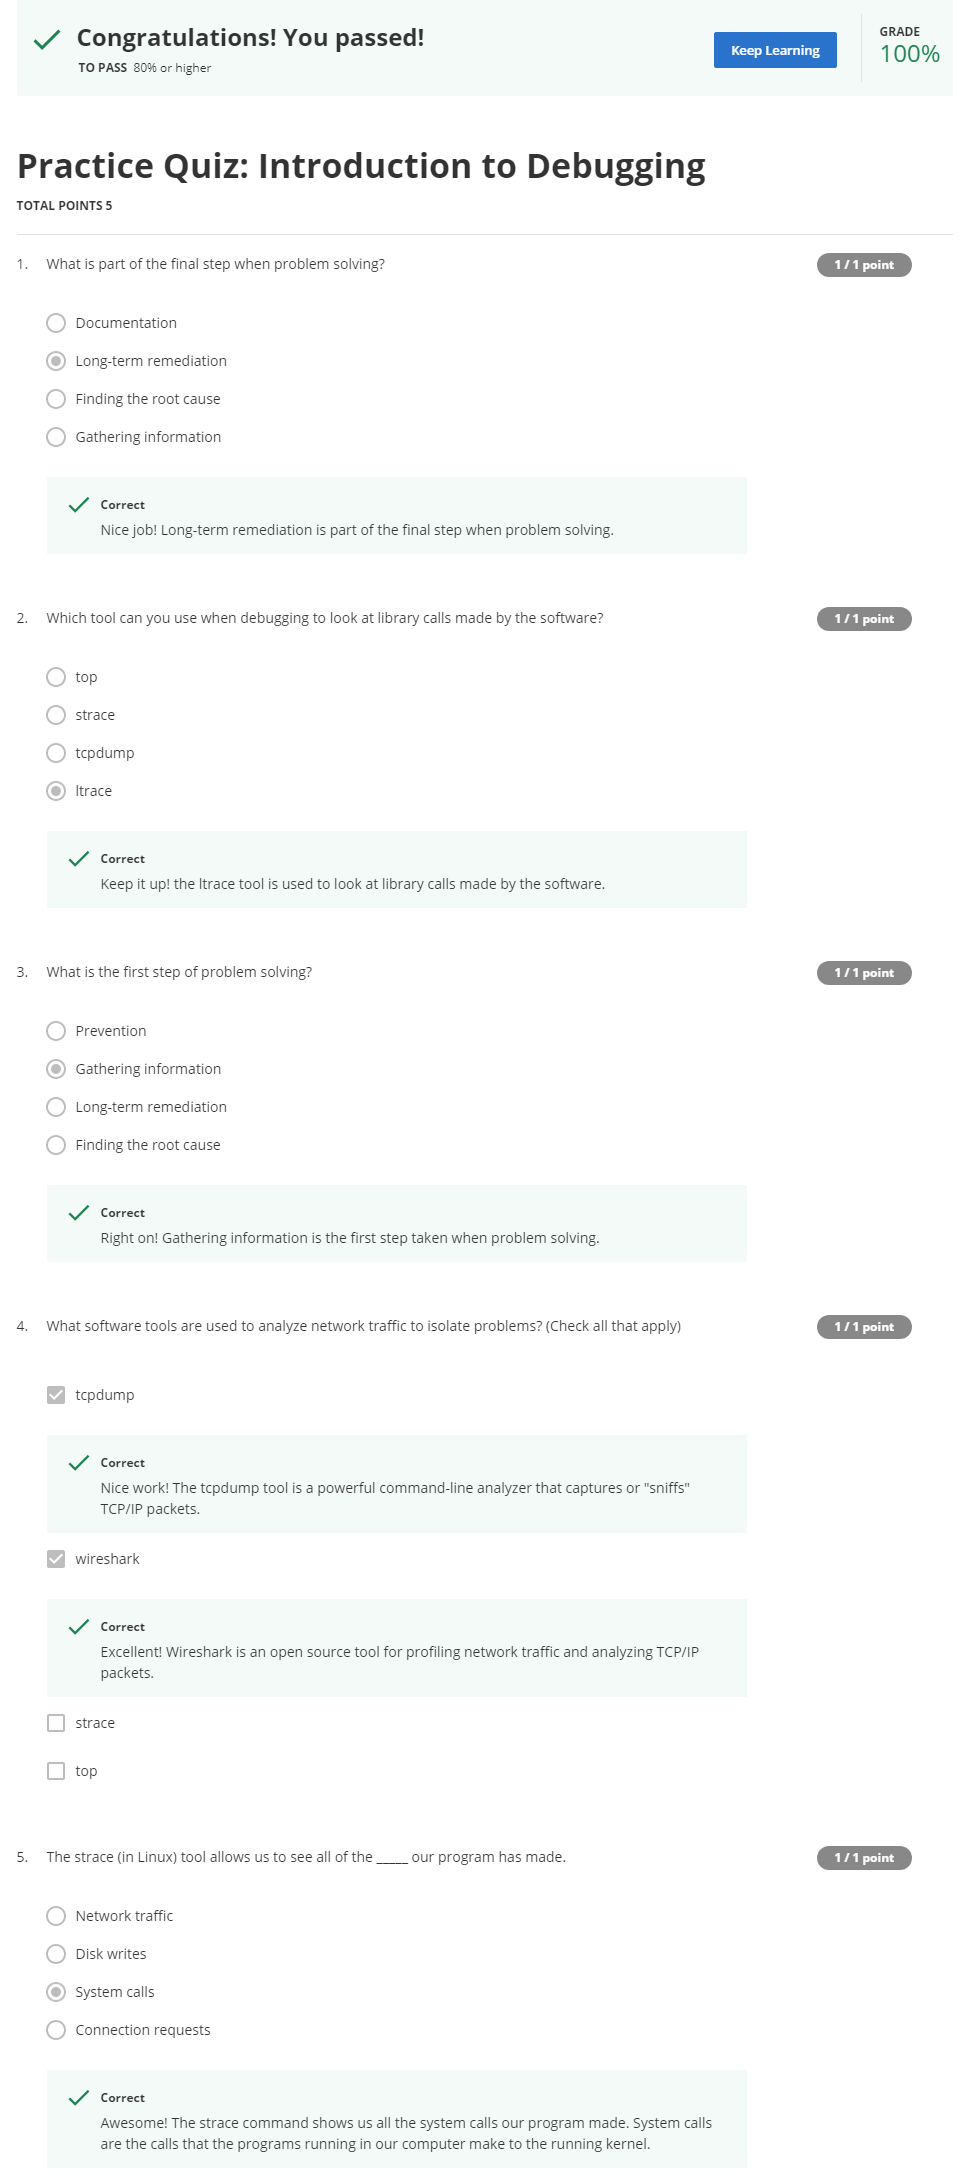 Congratulations! You passed!
TO PASS 80% or higher
Keep Learning
GRADE
100%
Practice Quiz: Introduction to Debugging
TOTAL POINTS 5
1. What is part of the final step when problem solving?
1 / 1 point
Documentation
Long-term remediation
Finding the root cause
Gathering information
Correct
Nice job! Long-term remediation is part of the final step when problem solving.
2. Which tool can you use when debugging to look at library calls made by the software?
1 / 1 point
top
strace
tcpdump
ltrace
Correct
Keep it up! the ltrace tool is used to look at library calls made by the software.
3. What is the first step of problem solving?
1 / 1 point
Prevention
Gathering information
Long-term remediation
Finding the root cause
Correct
Right on! Gathering information is the first step taken when problem solving.
4. What software tools are used to analyze network traffic to isolate problems? (Check all that apply)
1 / 1 point
tcpdump
Correct
Nice work! The tcpdump tool is a powerful command-line analyzer that captures or "sniffs"
TCP/IP packets.
wireshark
Correct
Excellent! Wireshark is an open source tool for profiling network traffic and analyzing TCP/IP
packets.
strace
top
5. The strace (in Linux) tool allows us to see all of the _____ our program has made.
1 / 1 point
Network traffic
Disk writes
System calls
Connection requests
Correct
Awesome! The strace command shows us all the system calls our program made. System calls
are the calls that the programs running in our computer make to the running kernel.